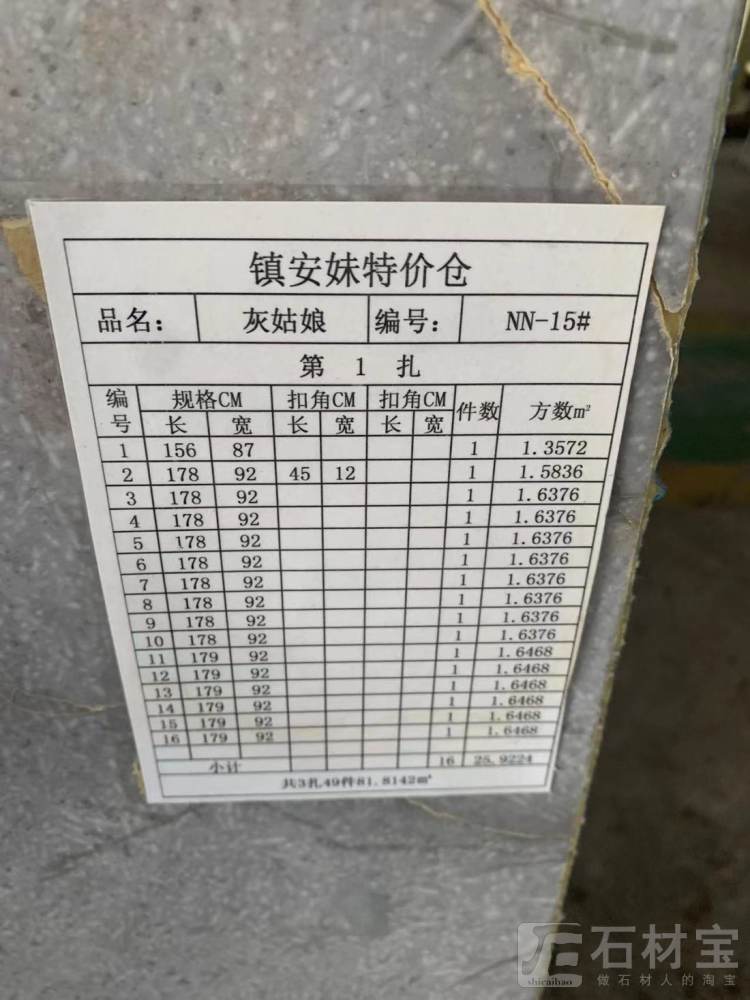 镇安妹特价仓
品名: 灰姑娘 编号: NN-15#
第 1 扎
编号 规格CM 扣角CM 扣角CM 件数 方数m²
长 宽 长 宽 长 宽
1 156 87 1 1.3572
2 178 92 45 12 1 1.5836
3 178 92 1 1.6376
4 178 92 1 1.6376
5 178 92 1 1.6376
6 178 92 1 1.6376
7 178 92 1 1.6376
8 178 92 1 1.6376
9 178 92 1 1.6376
10 178 92 1 1.6376
11 179 92 1 1.6468
12 179 92 1 1.6468
13 179 92 1 1.6468
14 179 92 1 1.6468
15 179 92 1 1.6468
16 179 92 1 1.6468
小计 16 25.9224
共3扎49件81.8142m²
石材宝
shicaibao 做石材人的淘宝